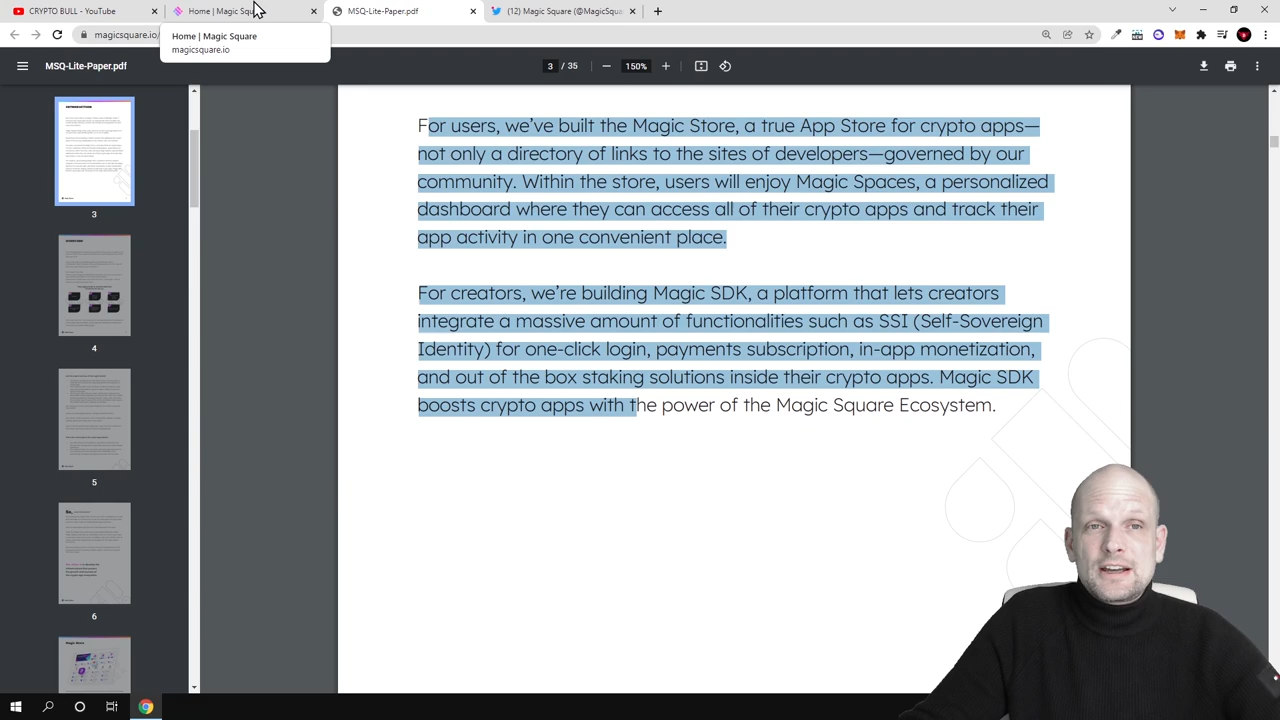 CRYPTO BULL - YouTube
Home | Magic Squ
MSQ-Lite-Paper.pdf
(12) Magic Square (@MagicSqua
magicsquare.io/
Home | Magic Square
magicsquare.io
MSQ-Lite-Paper.pdf
3 / 35
150%
For users, we've built the Magic Store, a true App Store for crypto apps—
not only a directory of links to the sites of developers—governed by our
community. Within the store, users will enjoy Magic Spaces, a personalized
dashboard where they can access all of their crypto apps and track their
app activity in one convenient place.
For creators, we're building Magic SDK, a platform that lets creators
integrate a massive amount of functionalities such as SSI (Self-Sovereign
Identity) for one-click login, payments subscription, in-app monetization,
and out of the box staking solutions inside their crypto apps. Magic SDK
boosts crypto apps with the power of the Magic Square Ecosystem.
3
4
5
6